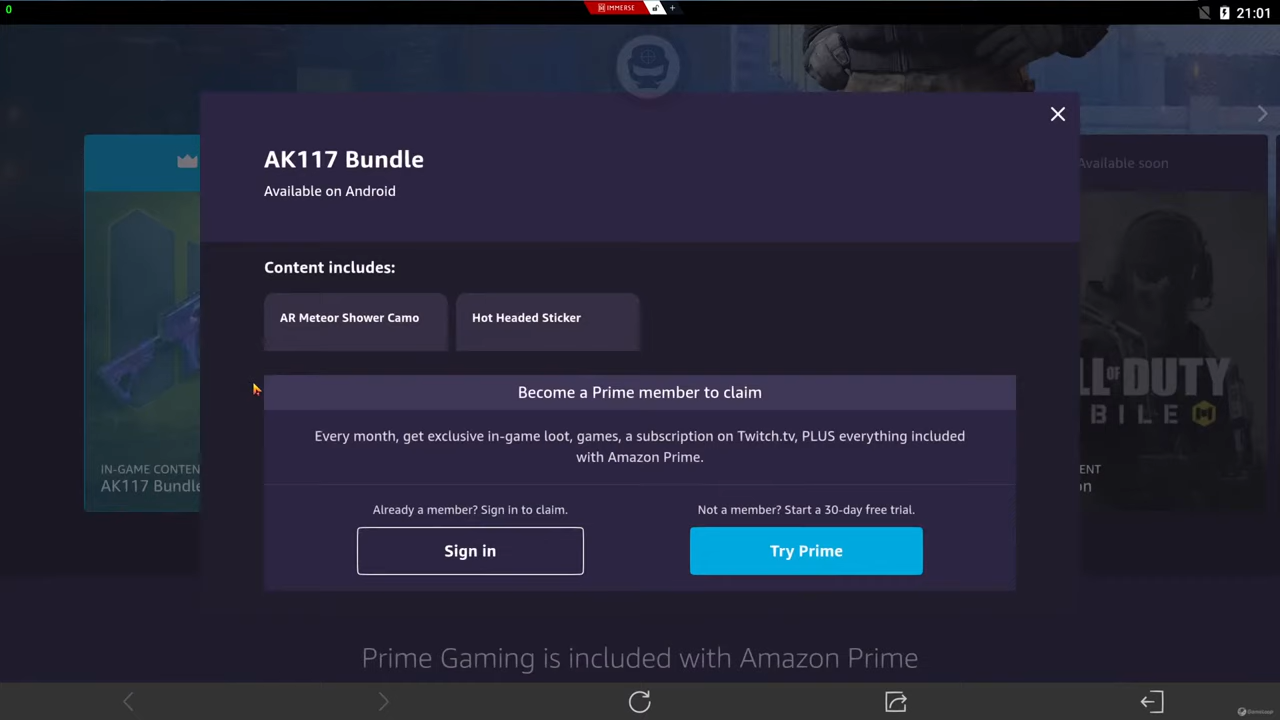 0
IMMERSE
+
21:01
AK117 Bundle
Available on Android
Available soon
Content includes:
AR Meteor Shower Camo
Hot Headed Sticker
Become a Prime member to claim
Every month, get exclusive in-game loot, games, a subscription on Twitch.tv, PLUS everything included
with Amazon Prime.
L OF DUTY
BILE
IN-GAME CONTEN
AK117 Bundle
ENT
on
Already a member? Sign in to claim.
Not a member? Start a 30-day free trial.
Sign in
Try Prime
Prime Gaming is included with Amazon Prime